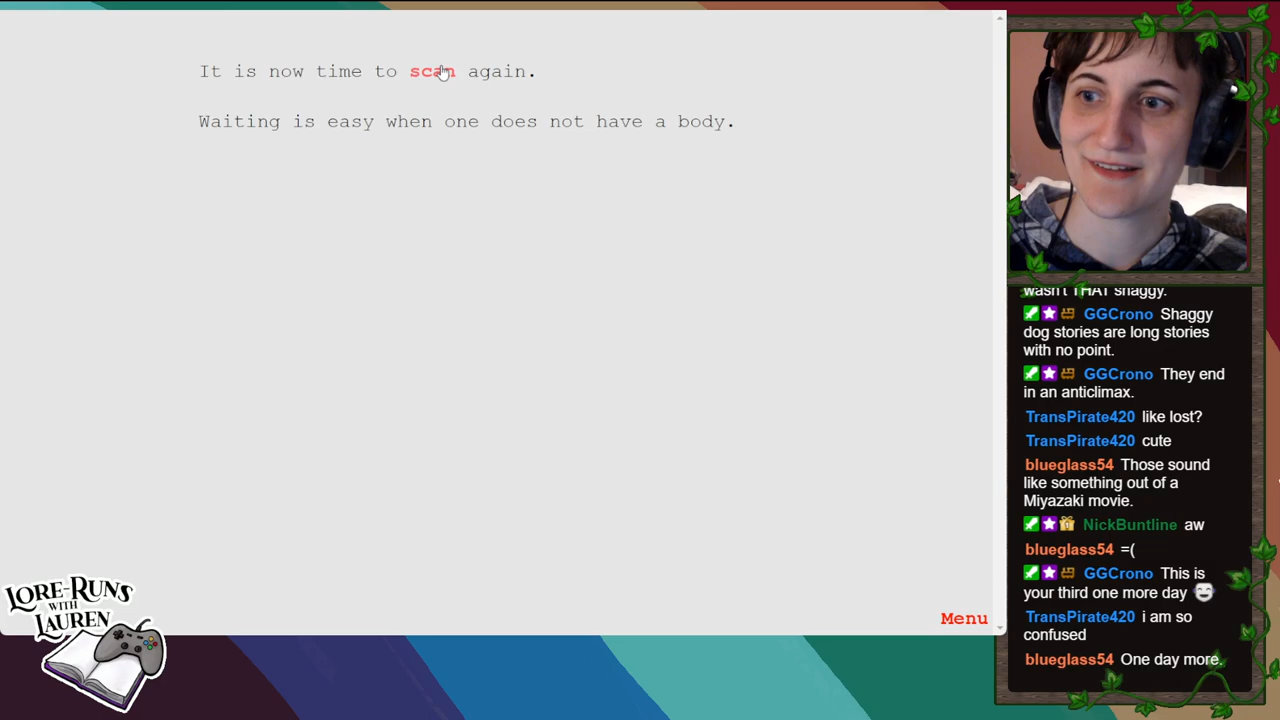 It is now time to scan again.
Waiting is easy when one does not have a body.
Menu
LORE-RUNS
WITH
LAUREN
wasn't THAT shaggy.
GGCrono Shaggy
dog stories are long stories
with no point.
GGCrono They end
in an anticlimax.
TransPirate420 like lost?
TransPirate420 cute
blueglass54 Those sound
like something out of a
Miyazaki movie.
NickBuntline aw
blueglass54 =(
GGCrono This is
your third one more day
TransPirate420 i am so
confused
blueglass54 One day more.